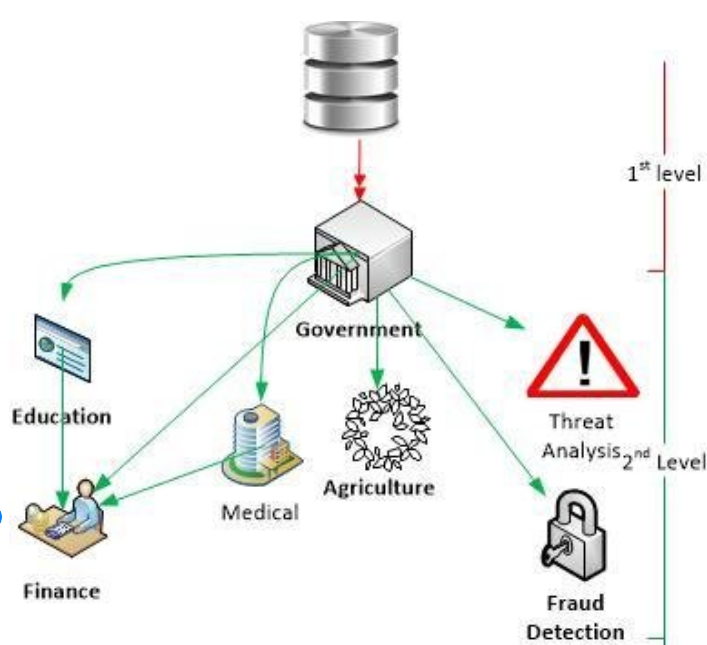 1st level
Government
Education
Threat
Analysis
2nd Level
Agriculture
Medical
Finance
Fraud
Detection